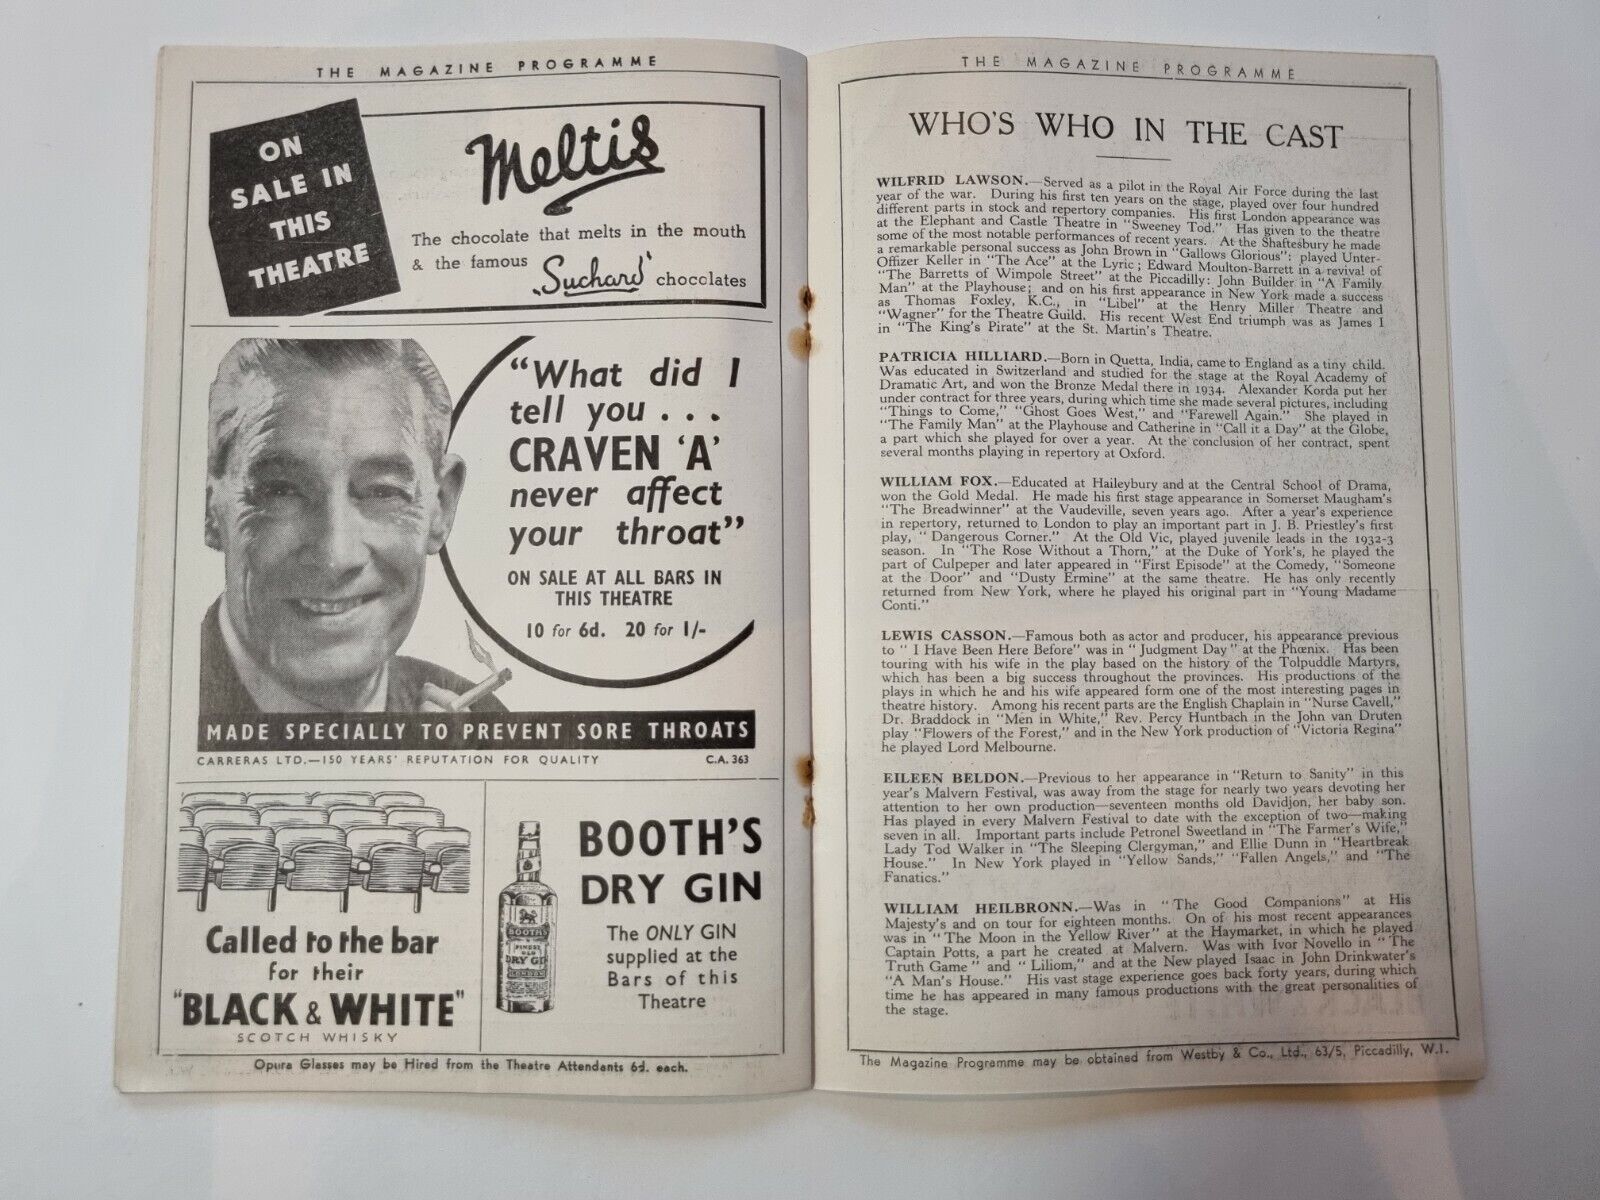 THE MAGAZINE PROGRAMME
ON
SALE IN
THIS
THEATRE
Meltis
The chocolate that melts in the mouth
& the famous Suchard chocolates
"What did I
tell you . . .
CRAVEN 'A'
never affect
your throat"
ON SALE AT ALL BARS IN
THIS THEATRE
10 for 6d. 20 for 1/-
MADE SPECIALLY TO PREVENT SORE THROATS
CARRERAS LTD.—150 YEARS' REPUTATION FOR QUALITY C.A. 363
Called to the bar
for their
"BLACK & WHITE"
SCOTCH WHISKY
BOOTH'S
FINEST
DRY GIN
LONDON
BOOTH'S
DRY GIN
The ONLY GIN
supplied at the
Bars of this
Theatre
Opura Glasses may be Hired from the Theatre Attendants 6d. each.
THE MAGAZINE PROGRAMME
WHO'S WHO IN THE CAST
WILFRID LAWSON.—Served as a pilot in the Royal Air Force during the last
year of the war. During his first ten years on the stage, played over four hundred
different parts in stock and repertory companies. His first London appearance was
at the Elephant and Castle Theatre in "Sweeney Tod." Has given to the theatre
some of the most notable performances of recent years. At the Shaftesbury he made
a remarkable personal success as John Brown in "Gallows Glorious": played Unter-
Offizer Keller in "The Ace" at the Lyric; Edward Moulton-Barrett in a revival of
"The Barretts of Wimpole Street" at the Piccadilly: John Builder in "A Family
Man" at the Playhouse; and on his first appearance in New York made a success
as Thomas Foxley, K.C., in "Libel" at the Henry Miller Theatre and
"Wagner" for the Theatre Guild. His recent West End triumph was as James I
in "The King's Pirate" at the St. Martin's Theatre.
PATRICIA HILLIARD.—Born in Quetta, India, came to England as a tiny child.
Was educated in Switzerland and studied for the stage at the Royal Academy of
Dramatic Art, and won the Bronze Medal there in 1934. Alexander Korda put her
under contract for three years, during which time she made several pictures, including
"Things to Come," "Ghost Goes West," and "Farewell Again." She played in
"The Family Man" at the Playhouse and Catherine in "Call it a Day" at the Globe,
a part which she played for over a year. At the conclusion of her contract, spent
several months playing in repertory at Oxford.
WILLIAM FOX.—Educated at Haileybury and at the Central School of Drama,
won the Gold Medal. He made his first stage appearance in Somerset Maugham's
"The Breadwinner" at the Vaudeville, seven years ago. After a year's experience
in repertory, returned to London to play an important part in J. B. Priestley's first
play, "Dangerous Corner." At the Old Vic, played juvenile leads in the 1932-3
season. In "The Rose Without a Thorn," at the Duke of York's, he played the
part of Culpeper and later appeared in "First Episode" at the Comedy, "Someone
at the Door" and "Dusty Ermine" at the same theatre. He has only recently
returned from New York, where he played his original part in "Young Madame
Conti."
LEWIS CASSON.—Famous both as actor and producer, his appearance previous
to "I Have Been Here Before" was in "Judgment Day" at the Phœnix. Has been
touring with his wife in the play based on the history of the Tolpuddle Martyrs,
which has been a big success throughout the provinces. His productions of the
plays in which he and his wife appeared form one of the most interesting pages in
theatre history. Among his recent parts are the English Chaplain in "Nurse Cavell,"
Dr. Braddock in "Men in White," Rev. Percy Huntbach in the John van Druten
play "Flowers of the Forest," and in the New York production of "Victoria Regina"
he played Lord Melbourne.
EILEEN BELDON.—Previous to her appearance in "Return to Sanity" in this
year's Malvern Festival, was away from the stage for nearly two years devoting her
attention to her own production—seventeen months old Davidjon, her baby son.
Has played in every Malvern Festival to date with the exception of two—making
seven in all. Important parts include Petronel Sweetland in "The Farmer's Wife,"
Lady Tod Walker in "The Sleeping Clergyman," and Ellie Dunn in "Heartbreak
House." In New York played in "Yellow Sands," "Fallen Angels," and "The
Fanatics."
WILLIAM HEILBRONN.—Was in "The Good Companions" at His
Majesty's and on tour for eighteen months. On of his most recent appearances
was in "The Moon in the Yellow River" at the Haymarket, in which he played
Captain Potts, a part he created at Malvern. Was with Ivor Novello in "The
Truth Game" and "Liliom," and at the New played Isaac in John Drinkwater's
"A Man's House." His vast stage experience goes back forty years, during which
time he has appeared in many famous productions with the great personalities of
the stage.
The Magazine Programme may be obtained from Westby & Co., Ltd., 63/5, Piccadilly, W.1.